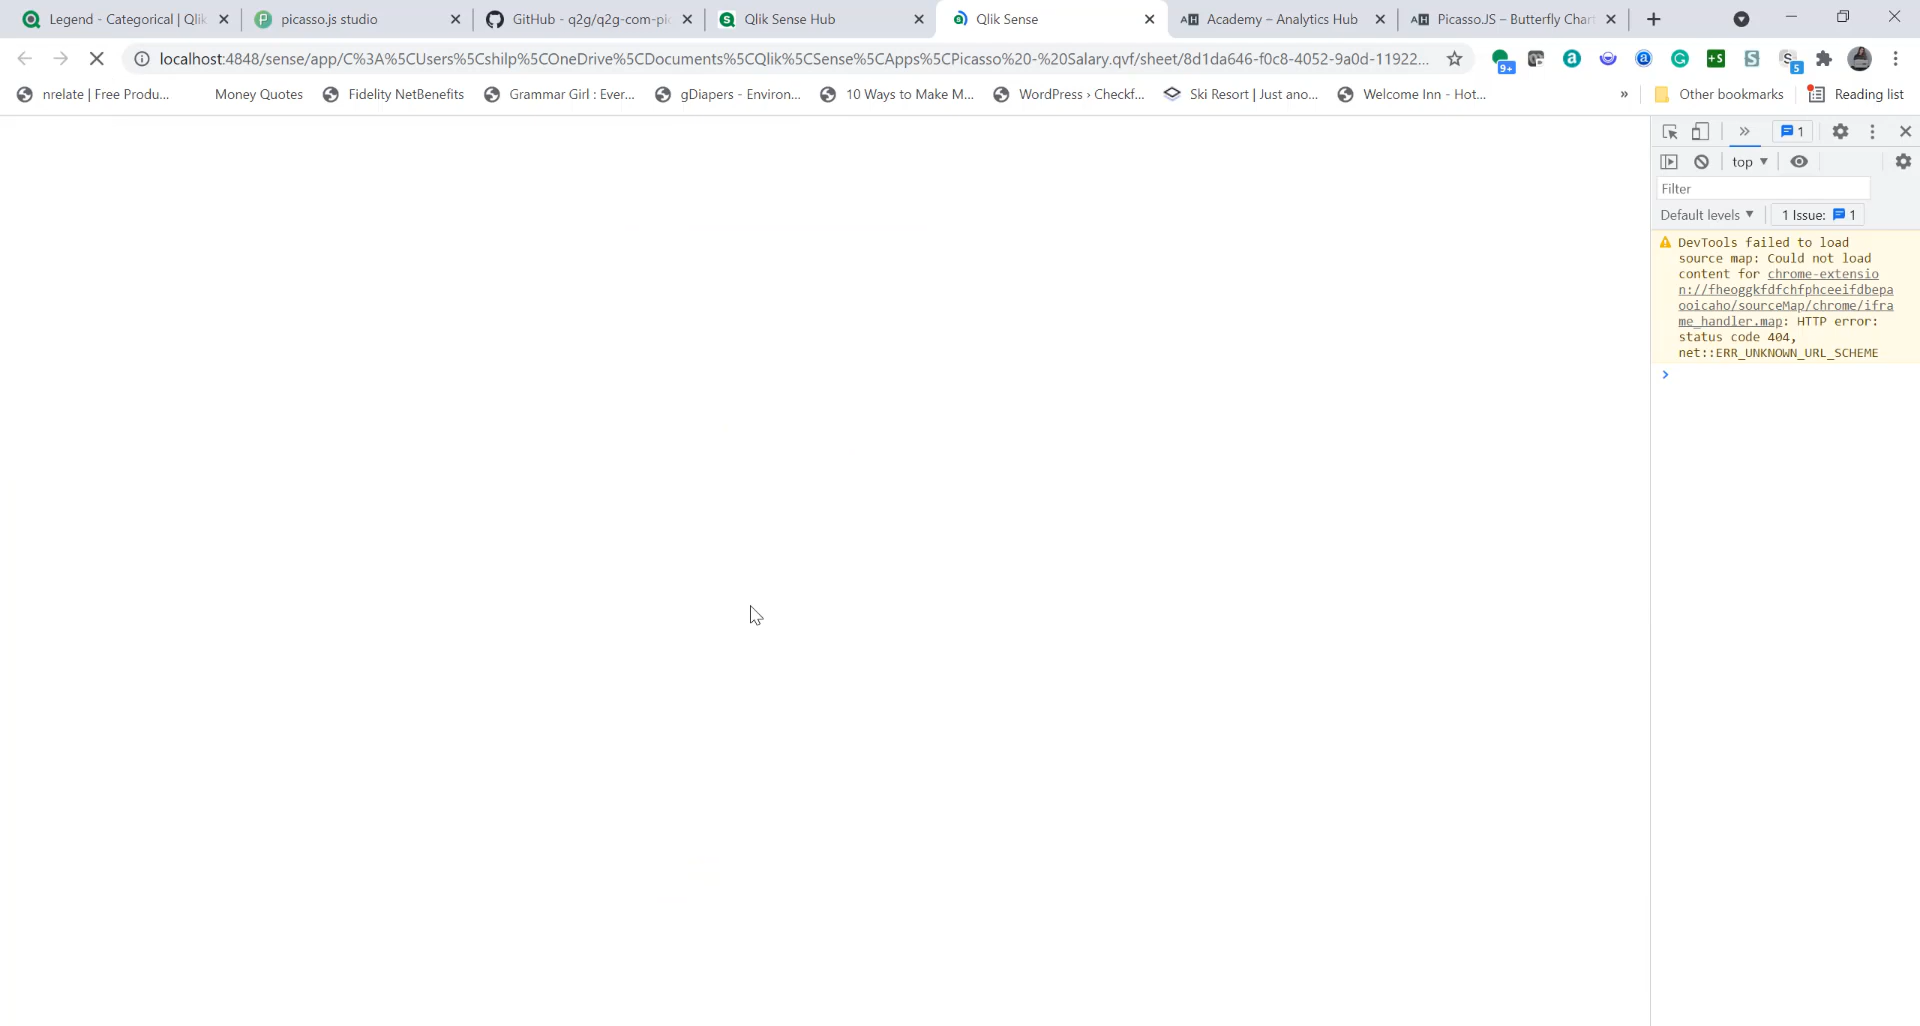 Legend - Categorical | Qlik
picasso.js studio
GitHub - q2g/q2g-com-pic
Qlik Sense Hub
Qlik Sense
Academy – Analytics Hub
PicassoJS – Butterfly Chart
localhost:4848/sense/app/C%3A%5CUsers%5Cshilp%5COneDrive%5CDocuments%5CQlik%5CSense%5CApps%5CPicasso%20-%20Salary.qvf/sheet/8d1da646-f0c8-4052-9a0d-11922...
9+
5
nrelate | Free Produ...
Money Quotes
Fidelity NetBenefits
Grammar Girl : Ever...
gDiapers - Environ...
10 Ways to Make M...
WordPress › Checkf...
Ski Resort | Just ano...
Welcome Inn - Hot...
»
Other bookmarks
Reading list
» 1
top
Filter
Default levels
1 Issue: 1
DevTools failed to load
source map: Could not load
content for chrome-extensio
n://fheoggkfdfchfphceeifdbepa
ooicaho/sourceMap/chrome/ifra
me_handler.map: HTTP error:
status code 404,
net::ERR_UNKNOWN_URL_SCHEME